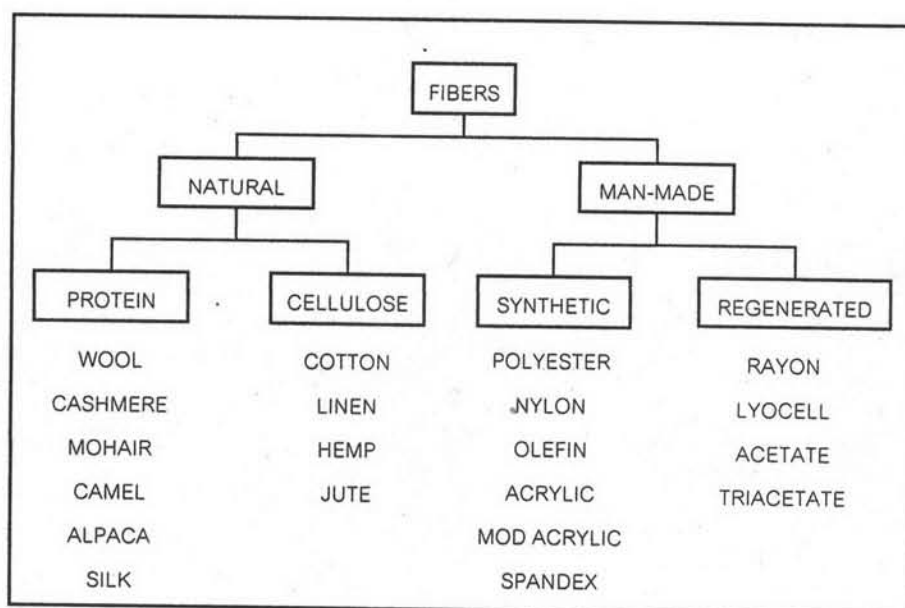 FIBERS
NATURAL
MAN-MADE
PROTEIN
CELLULOSE
SYNTHETIC
REGENERATED
WOOL
CASHMERE
MOHAIR
CAMEL
ALPACA
SILK
COTTON
LINEN
HEMP
JUTE
POLYESTER
NYLON
OLEFIN
ACRYLIC
MOD ACRYLIC
SPANDEX
RAYON
LYOCELL
ACETATE
TRIACETATE